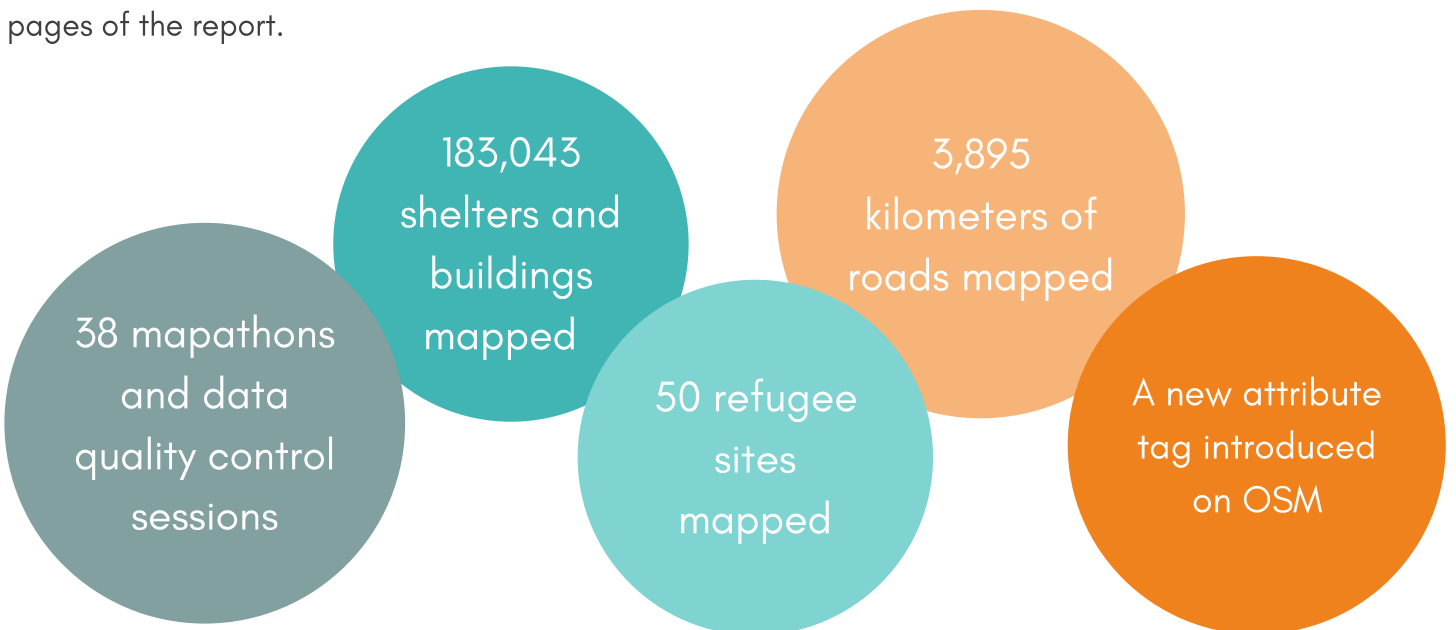 pages of the report.
38 mapathons
and data
quality control
sessions
183,043
shelters and
buildings
mapped
50 refugee
sites
mapped
3,895
kilometers of
roads mapped
A new attribute
tag introduced
on OSM